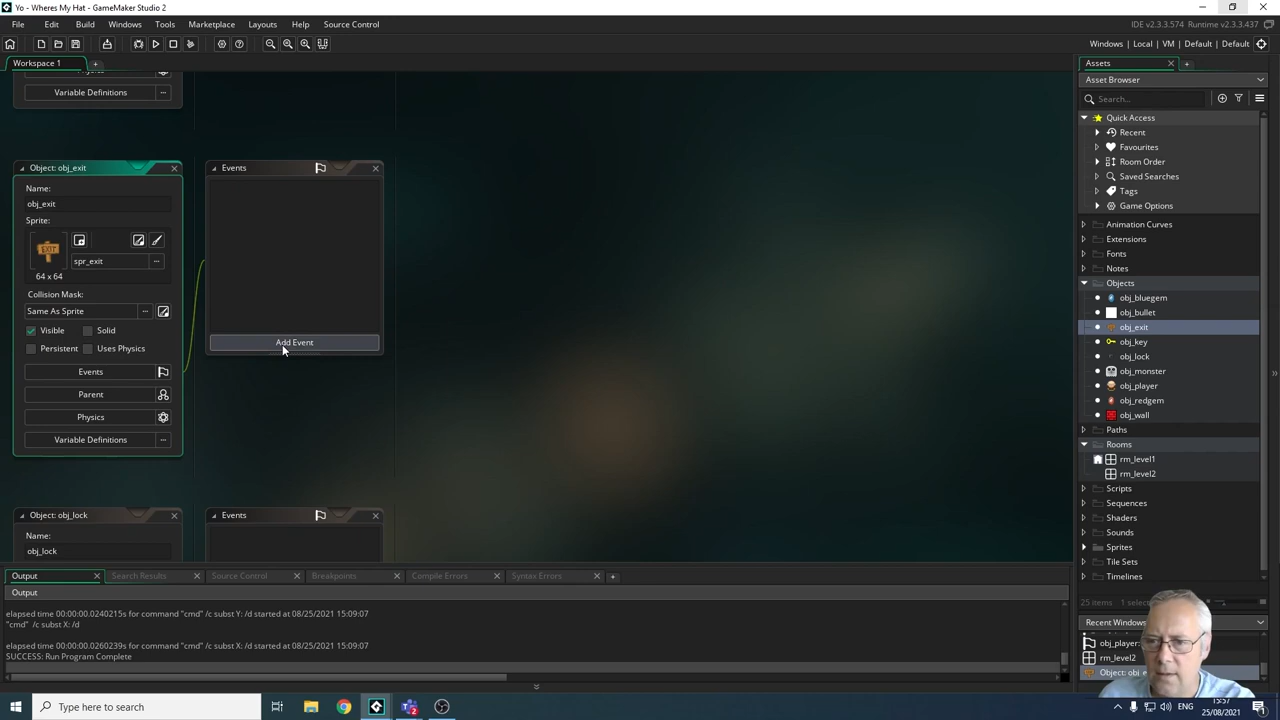 Yo - Wheres My Hat - GameMaker Studio 2
File Edit Build Windows Tools Marketplace Layouts Help Source Control
IDE v2.3.3.574 Runtime v2.3.3.437
Windows | Local | VM | Default | Default
Workspace 1
Variable Definitions
Object: obj_exit
Name:
obj_exit
Sprite:
EXIT
spr_exit
64 x 64
Collision Mask:
Same As Sprite
Visible Solid
Persistent Uses Physics
Events
Parent
Physics
Variable Definitions
Events
Add Event
Object: obj_lock
Name:
obj_lock
Events
Assets
Asset Browser
Search...
Quick Access
Recent
Favourites
Room Order
Saved Searches
Tags
Game Options
Animation Curves
Extensions
Fonts
Notes
Objects
obj_bluegem
obj_bullet
obj_exit
obj_key
obj_lock
obj_monster
obj_player
obj_redgem
obj_wall
Paths
Rooms
rm_level1
rm_level2
Scripts
Sequences
Shaders
Sounds
Sprites
Tile Sets
Timelines
25 items
Recent Windows
obj_player:
rm_level2
Object: obj_e
Output Search Results Source Control Breakpoints Compile Errors Syntax Errors
Output
elapsed time 00:00:00.0240215s for command "cmd" /c subst Y: /d started at 08/25/2021 15:09:07
"cmd" /c subst X: /d
elapsed time 00:00:00.0260239s for command "cmd" /c subst X: /d started at 08/25/2021 15:09:07
SUCCESS: Run Program Complete
Type here to search
ENG
15:57
25/08/2021